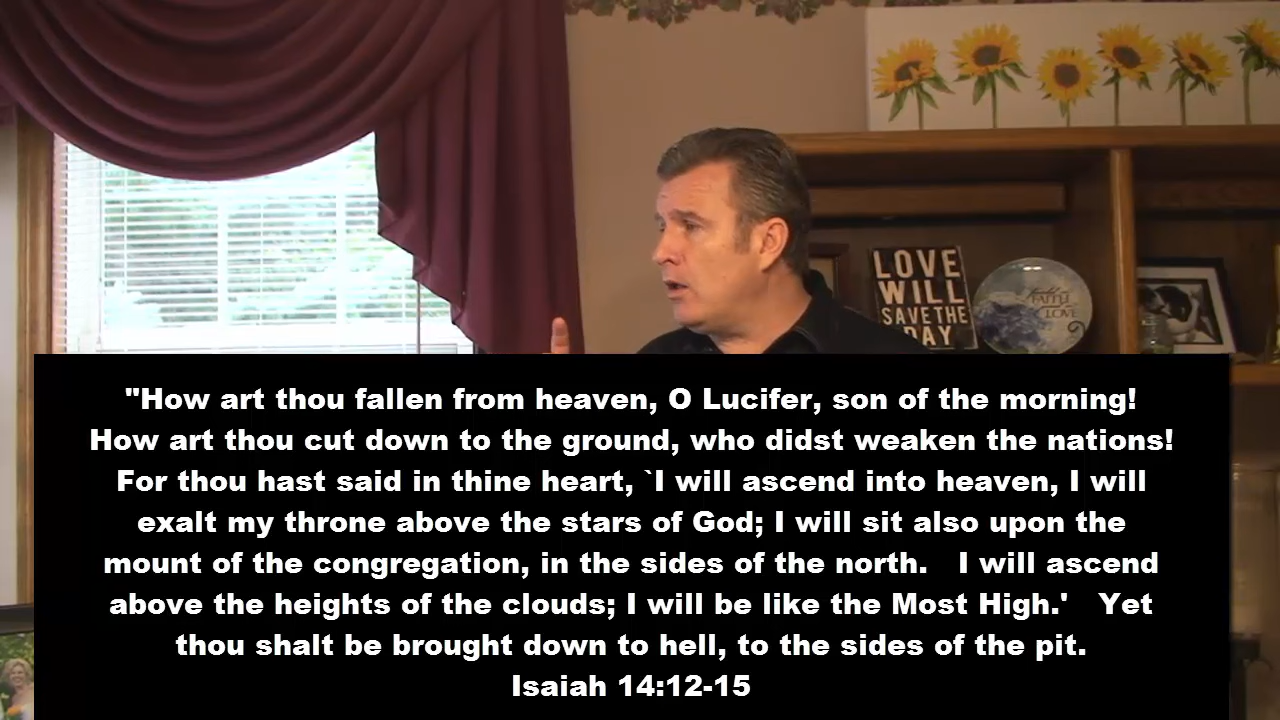 LOVE
WILL
SAVE THE
DAY
FAITH
LOVE
"How art thou fallen from heaven, O Lucifer, son of the morning!
How art thou cut down to the ground, who didst weaken the nations!
For thou hast said in thine heart, `I will ascend into heaven, I will
exalt my throne above the stars of God; I will sit also upon the
mount of the congregation, in the sides of the north.   I will ascend
above the heights of the clouds; I will be like the Most High.'   Yet
thou shalt be brought down to hell, to the sides of the pit.
Isaiah 14:12-15